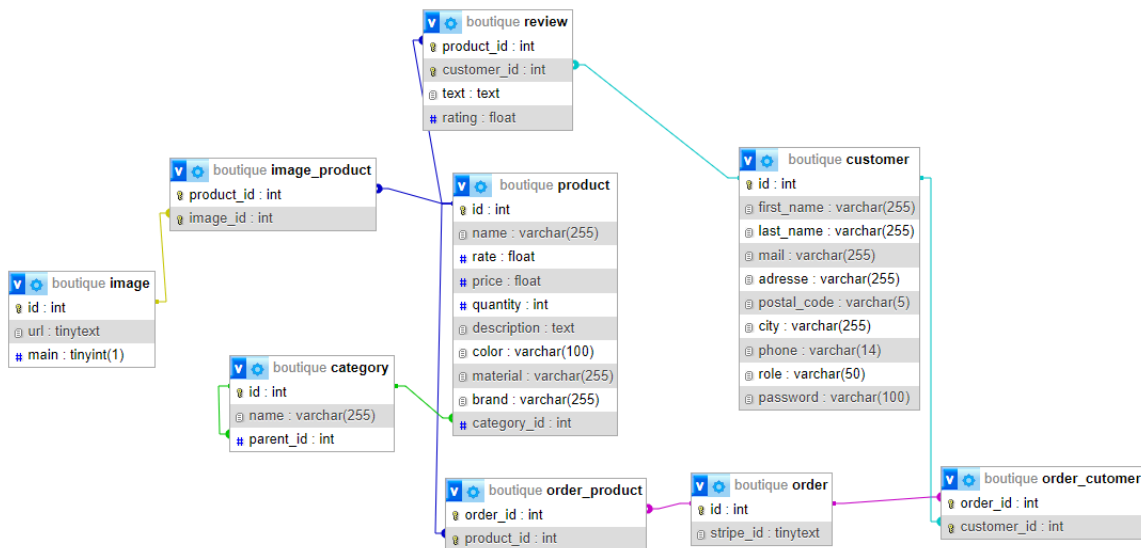 boutique review
product_id : int
customer_id : int
text : text
rating : float
boutique image_product
product_id : int
image_id : int
boutique image
id : int
url : tinytext
main : tinyint(1)
boutique product
id : int
name : varchar(255)
rate : float
price : float
quantity : int
description : text
color : varchar(100)
material : varchar(255)
brand : varchar(255)
category_id : int
boutique customer
id : int
first_name : varchar(255)
last_name : varchar(255)
mail : varchar(255)
adresse : varchar(255)
postal_code : varchar(5)
city : varchar(255)
phone : varchar(14)
role : varchar(50)
password : varchar(100)
boutique category
id : int
name : varchar(255)
parent_id : int
boutique order_product
order_id : int
product_id : int
boutique order
id : int
stripe_id : tinytext
boutique order_cutomer
order_id : int
customer_id : int